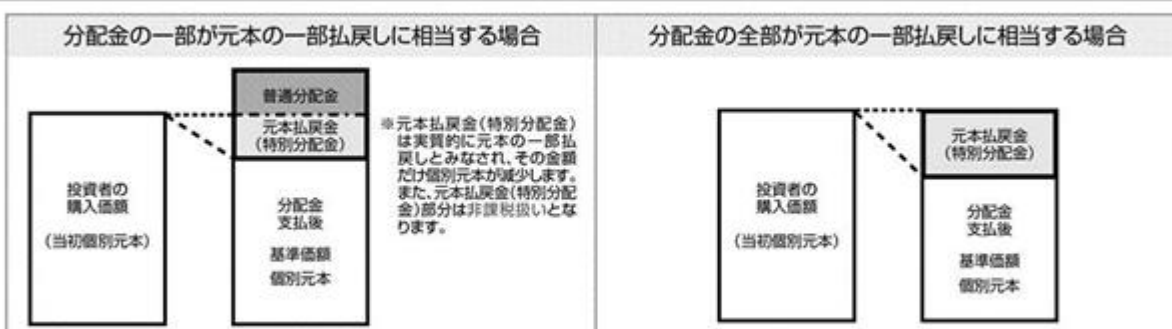 分配金の一部が元本の一部払戻しに相当する場合
普通分配金
元本払戻金
(特別分配金)
投資者の
購入価額
(当初個別元本)
分配金
支払後
基準価額
個別元本
※元本払戻金(特別分配金)
は実質的に元本の一部払
戻しとみなされ、その金額
だけ個別元本が減少します。
また、元本払戻金(特別分配
金)部分は非課税扱いとな
ります。
分配金の全部が元本の一部払戻しに相当する場合
元本払戻金
(特別分配金)
投資者の
購入価額
(当初個別元本)
分配金
支払後
基準価額
個別元本